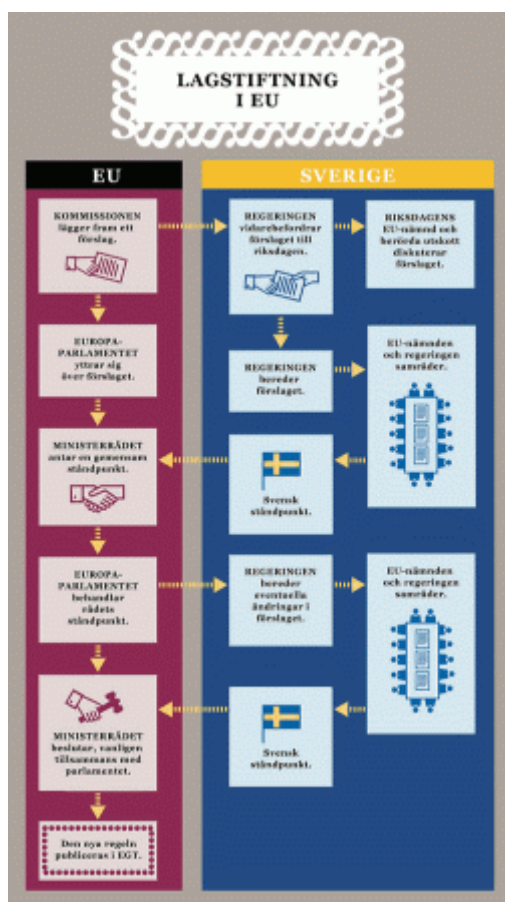 LAGSTIFTNING
I EU
EU
SVERIGE
KOMMISSIONEN
lägger fram ett
förslag.
REGERINGEN
vidarebefordrar
förslaget till
riksdagen.
RIKSDAGENS
EU-nämnd och
berörda utskott
diskuterar
förslaget.
EUROPA-
PARLAMENTET
yttrar sig
över förslaget.
REGERINGEN
bereder
förslaget.
EU-nämnden
och regeringen
samråder.
MINISTERRÅDET
antar en gemensam
ståndpunkt.
Svensk
ståndpunkt.
EUROPA-
PARLAMENTET
behandlar
rådets
ståndpunkt.
REGERINGEN
bereder
eventuella
ändringar i
förslaget.
EU-nämnden
och regeringen
samråder.
MINISTERRÅDET
beslutar, vanligen
tillsammans med
parlamentet.
Svensk
ståndpunkt.
Den nya regeln
publiceras i EGT.